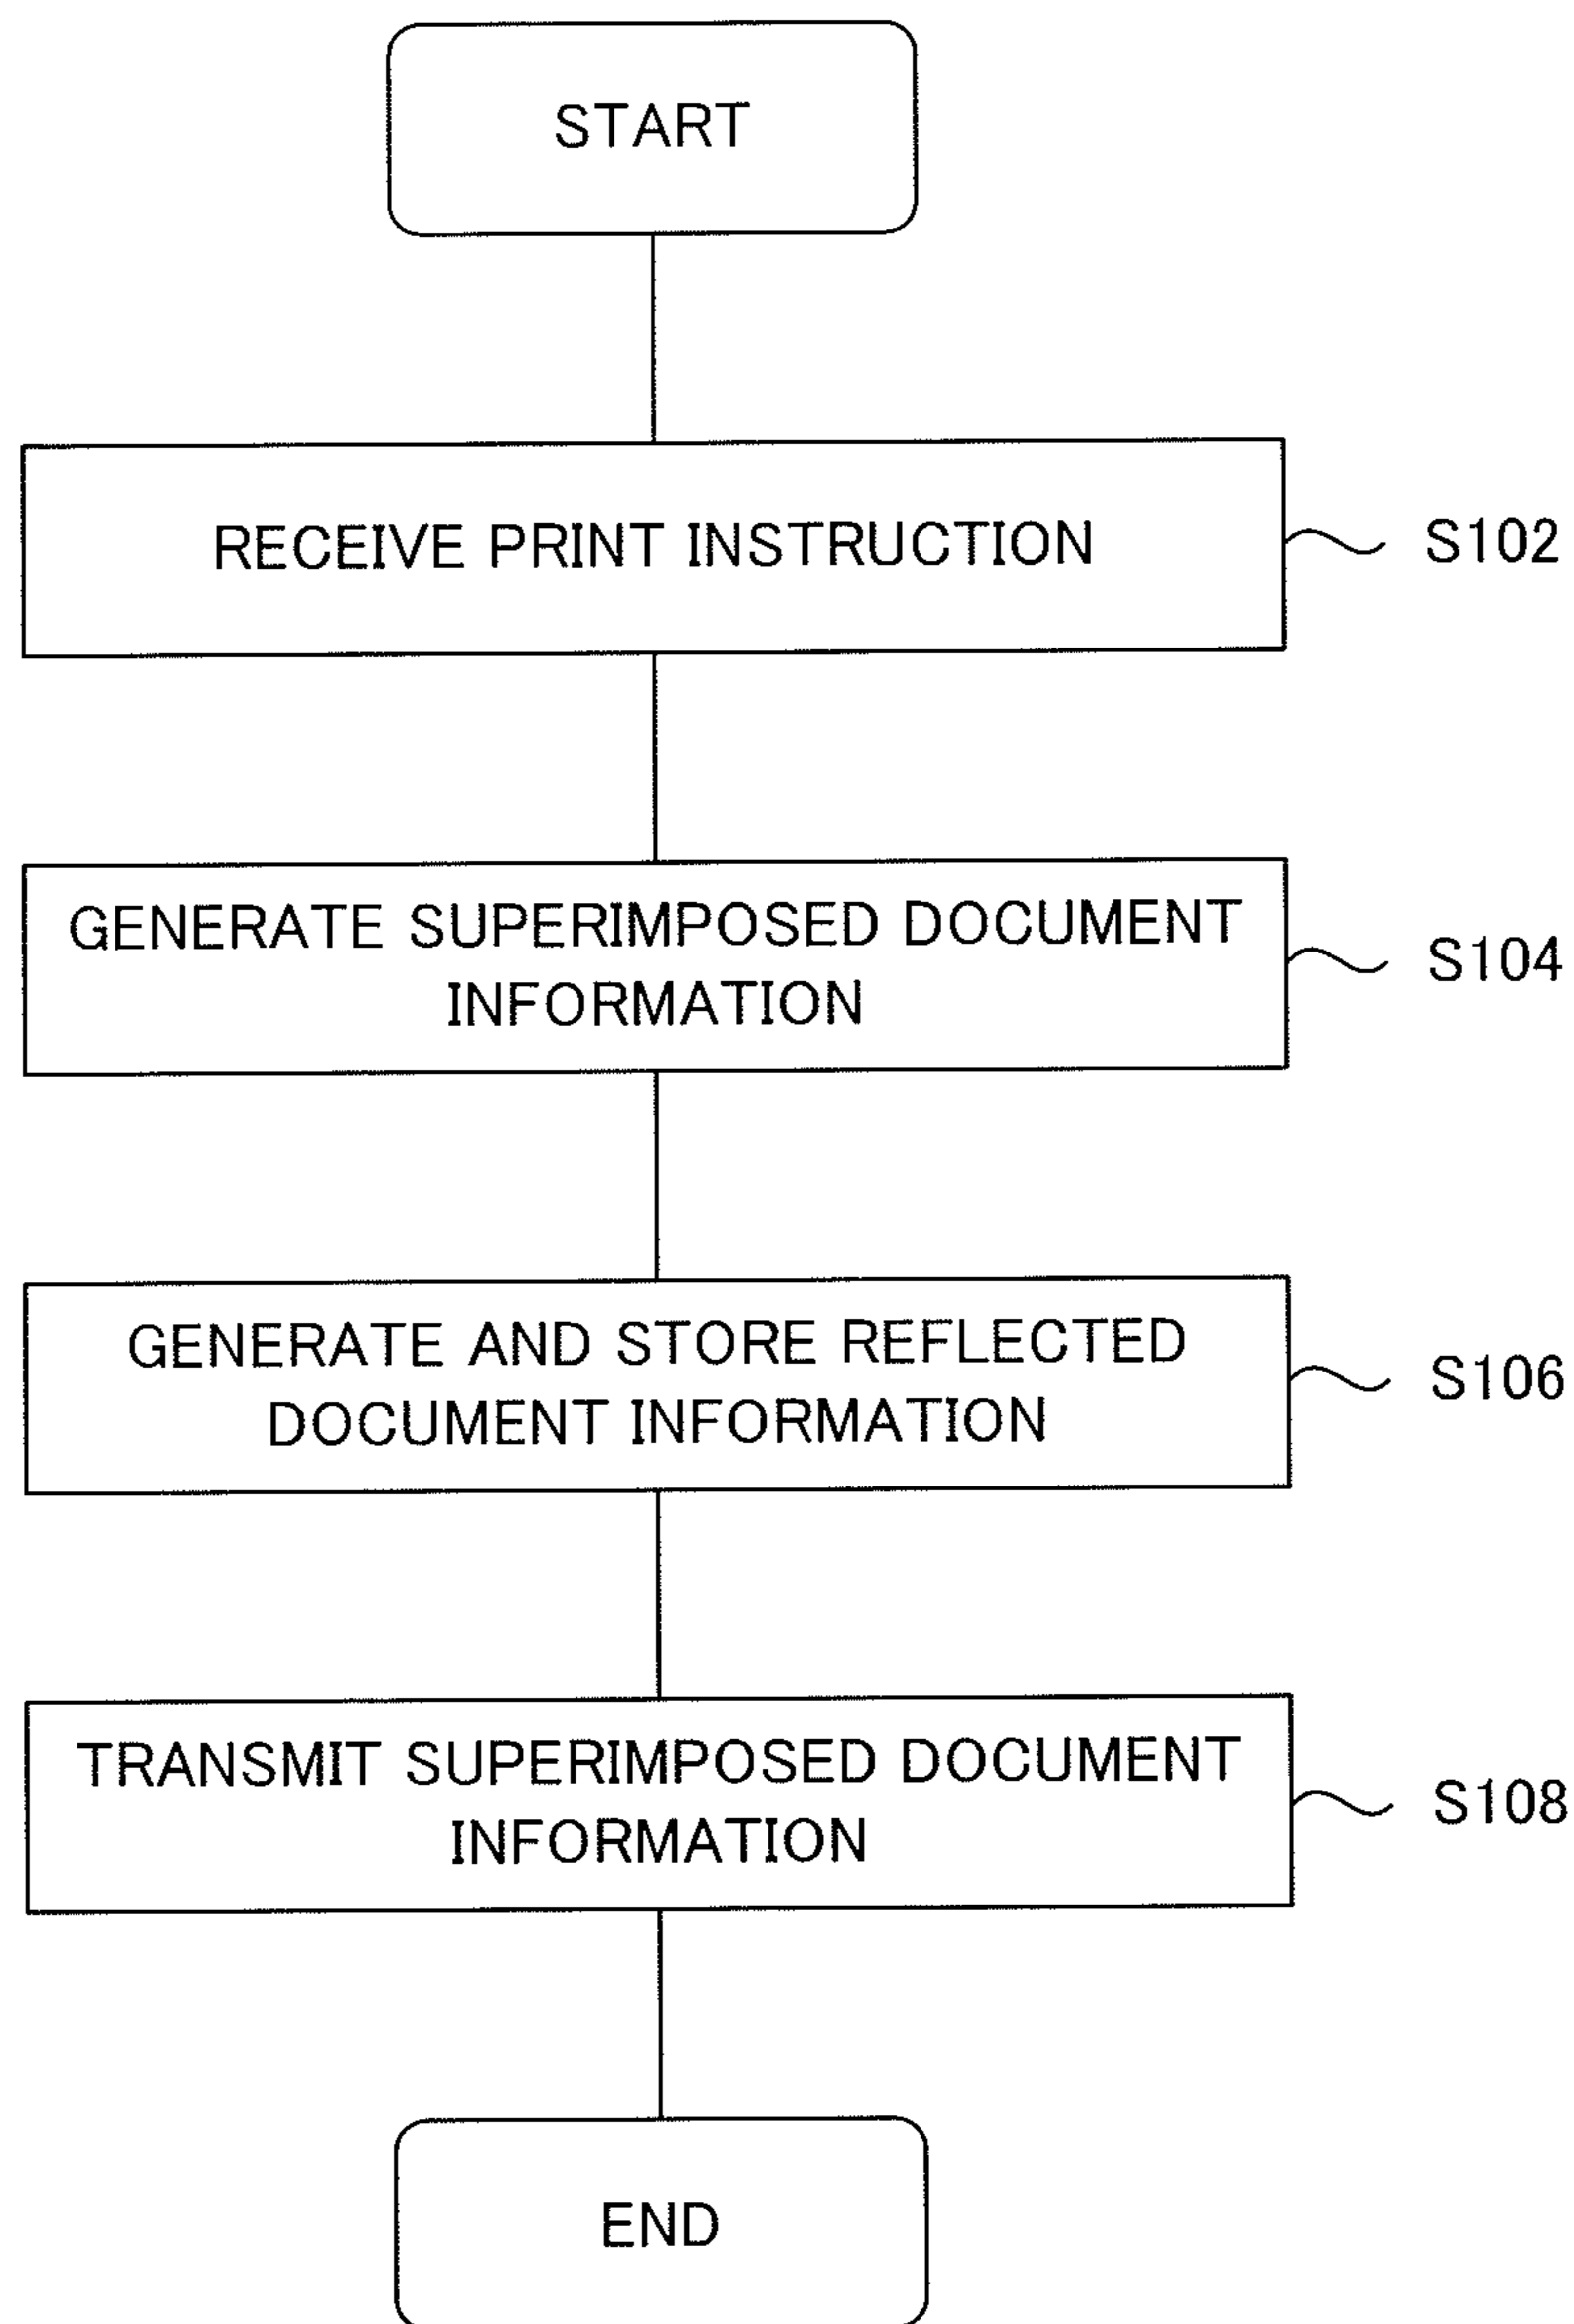 START
RECEIVE PRINT INSTRUCTION
S102
GENERATE SUPERIMPOSED DOCUMENT
INFORMATION
S104
GENERATE AND STORE REFLECTED
DOCUMENT INFORMATION
S106
TRANSMIT SUPERIMPOSED DOCUMENT
INFORMATION
S108
END